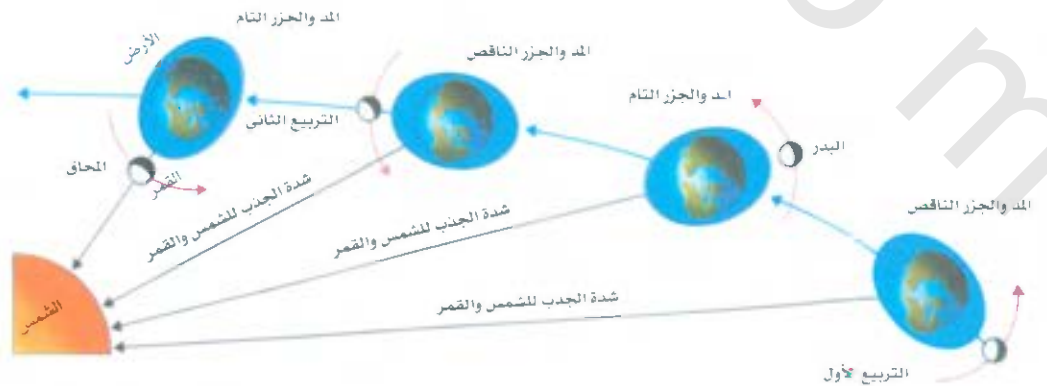 المد والجزر التام
الأرض
المد والجزر الناقص
التربيع الثاني
المحاق
القمر
شدة الجذب للشمس والقمر
اـد والجزر التام
البدر
شدة الجذب للشمس والقمر
المد والجزر الناقص
شدة الجذب للشمس والقمر
الشمس
التربيع الأول